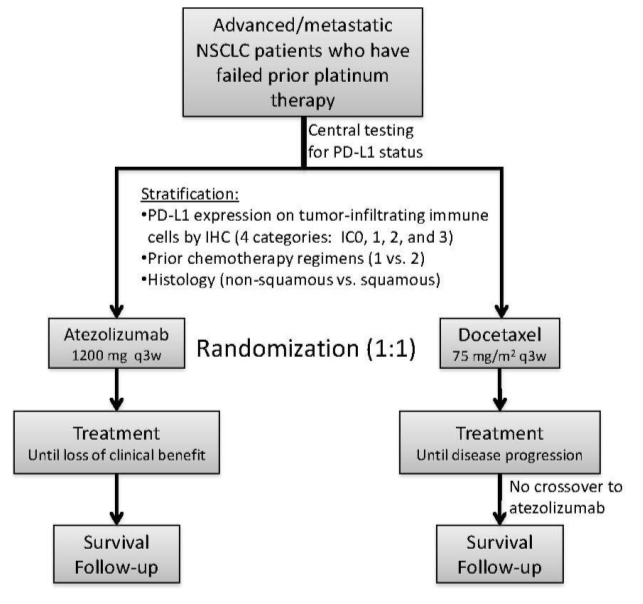 Advanced/metastatic
NSCLC patients who have
failed prior platinum
therapy
Central testing
for PD-L1 status
Stratification:
•PD-L1 expression on tumor-infiltrating immune
cells by IHC (4 categories: IC0, 1, 2, and 3)
•Prior chemotherapy regimens (1 vs. 2)
•Histology (non-squamous vs. squamous)
Atezolizumab
1200 mg q3w
Randomization (1:1)
Docetaxel
75 mg/m² q3w
Treatment
Until loss of clinical benefit
Treatment
Until disease progression
No crossover to
atezolizumab
Survival
Follow-up
Survival
Follow-up